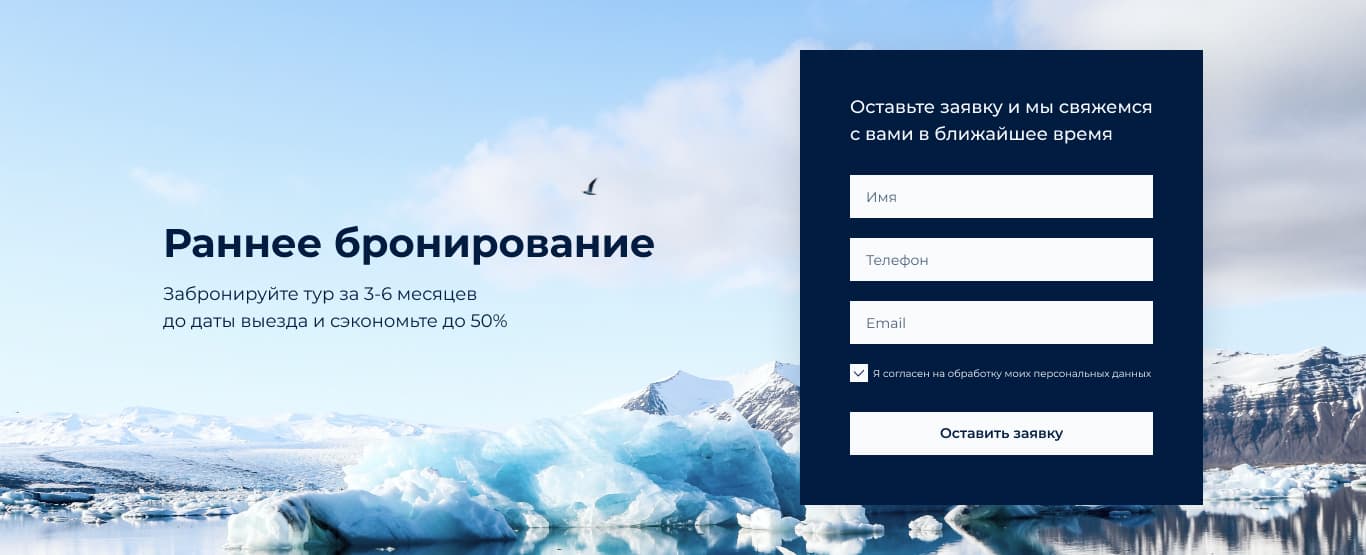 Раннее бронирование
Забронируйте тур за 3-6 месяцев
до даты выезда и сэкономьте до 50%
Оставьте заявку и мы свяжемся
с вами в ближайшее время
Имя
Телефон
Email
Я согласен на обработку моих персональных данных
Оставить заявку